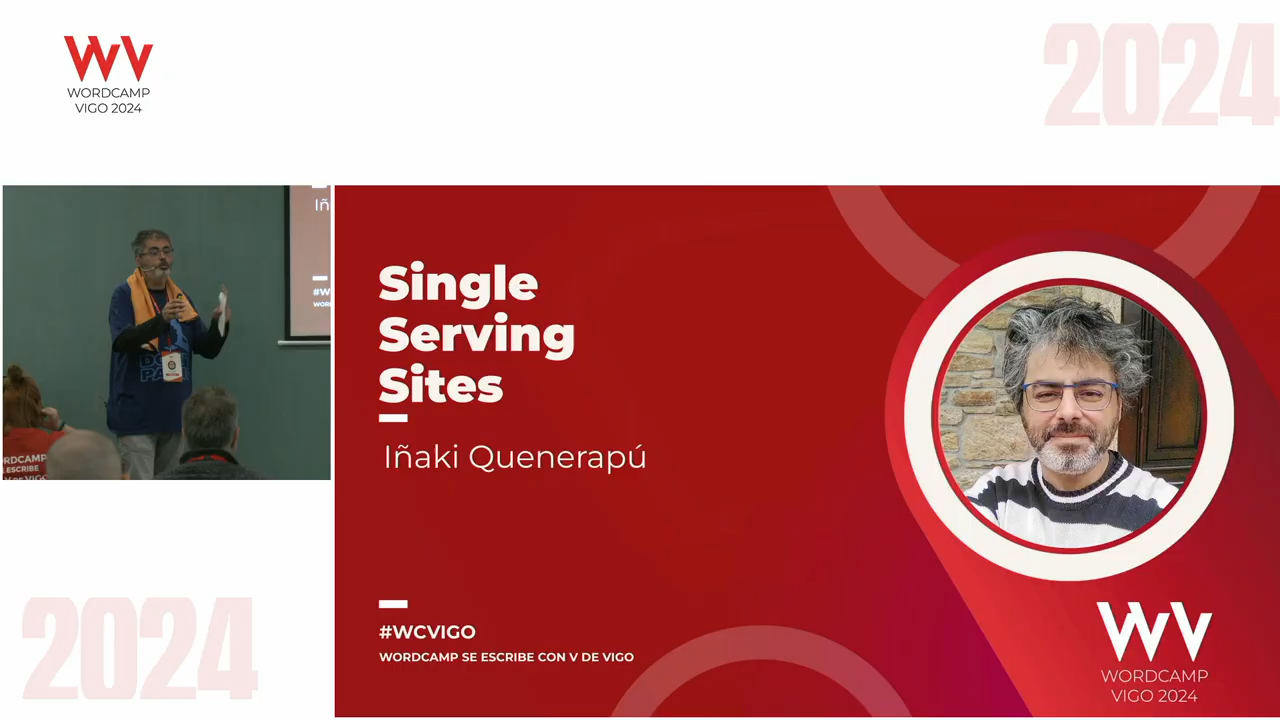 WORDCAMP
VIGO 2024
2024
Iñ
#W
Single
Serving
Sites
Iñaki Quenerapú
#WCVIGO
WORDCAMP SE ESCRIBE CON V DE VIGO
WORDCAMP
VIGO 2024
2024